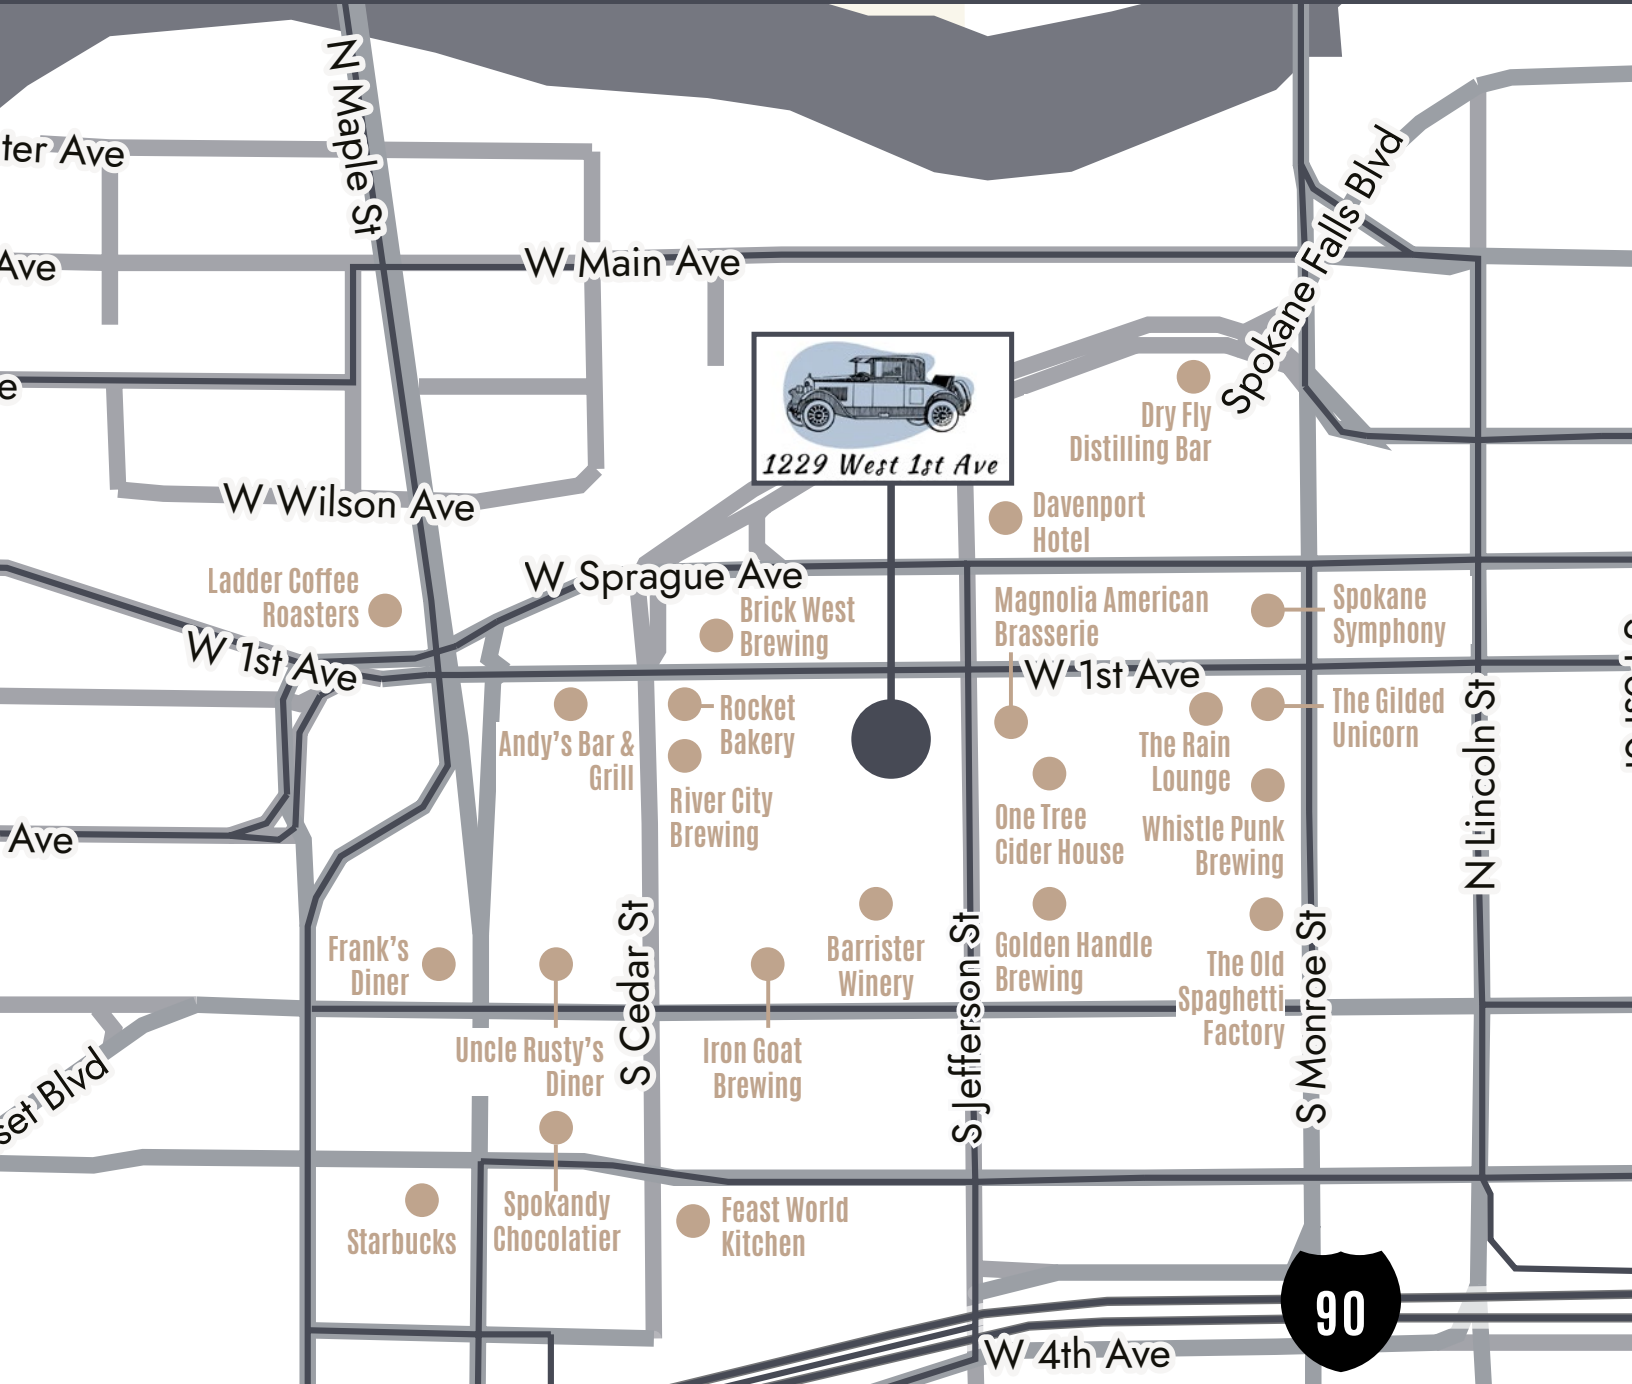 N Maple St
ter Ave
Ave
W Main Ave
Spokane Falls Blvd
e
1229 West 1st Ave
Dry Fly
Distilling Bar
W Wilson Ave
Davenport
Hotel
W Sprague Ave
Ladder Coffee
Roasters
Brick West
Brewing
Magnolia American
Brasserie
Spokane
Symphony
W 1st Ave
W 1st Ave
Andy's Bar &
Grill
Rocket
Bakery
River City
Brewing
The Rain
Lounge
The Gilded
Unicorn
N Lincoln St
One Tree
Cider House
Whistle Punk
Brewing
Ave
Frank's
Diner
S Cedar St
Barrister
Winery
S Jefferson St
Golden Handle
Brewing
The Old
Spaghetti
Factory
S Monroe St
Uncle Rusty's
Diner
Iron Goat
Brewing
set Blvd
Starbucks
Spokandy
Chocolatier
Feast World
Kitchen
90
W 4th Ave